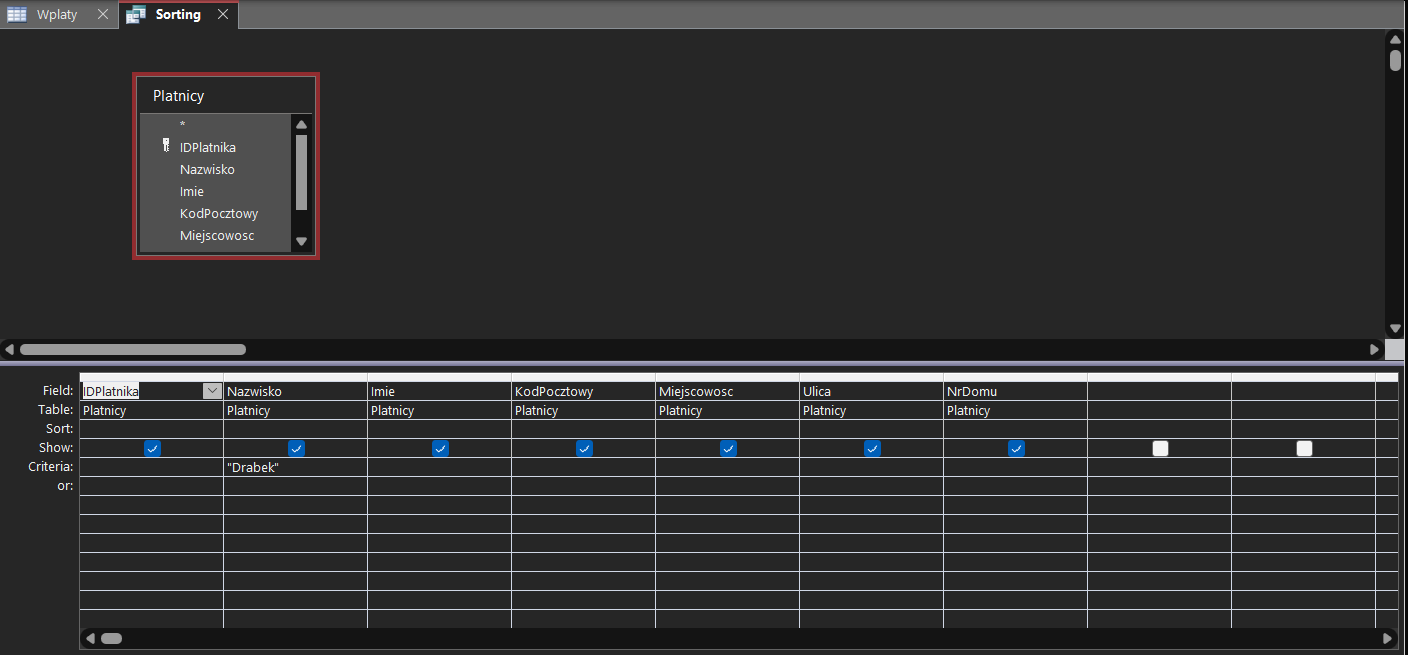 Wplaty Sorting
Platnicy
*
IDPlatnika
Nazwisko
Imie
KodPocztowy
Miejscowosc
Field: IDPlatnika Nazwisko Imie KodPocztowy Miejscowosc Ulica NrDomu
Table: Platnicy Platnicy Platnicy Platnicy Platnicy Platnicy Platnicy
Sort:
Show:
Criteria: "Drabek"
or: